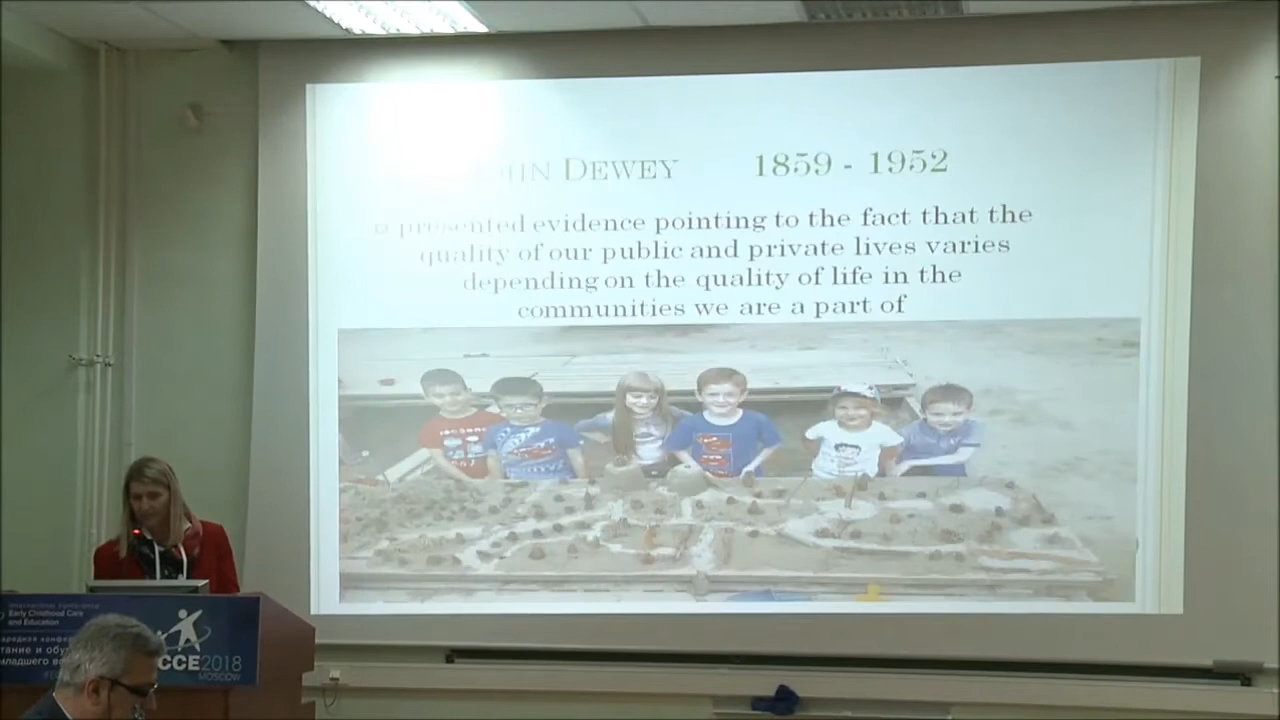 DEWEY 1859 - 1952
presented evidence pointing to the fact that the
quality of our public and private lives varies
depending on the quality of life in the
communities we are a part of
Early Childhood Care
and Education
CCE2018
MOSCOW